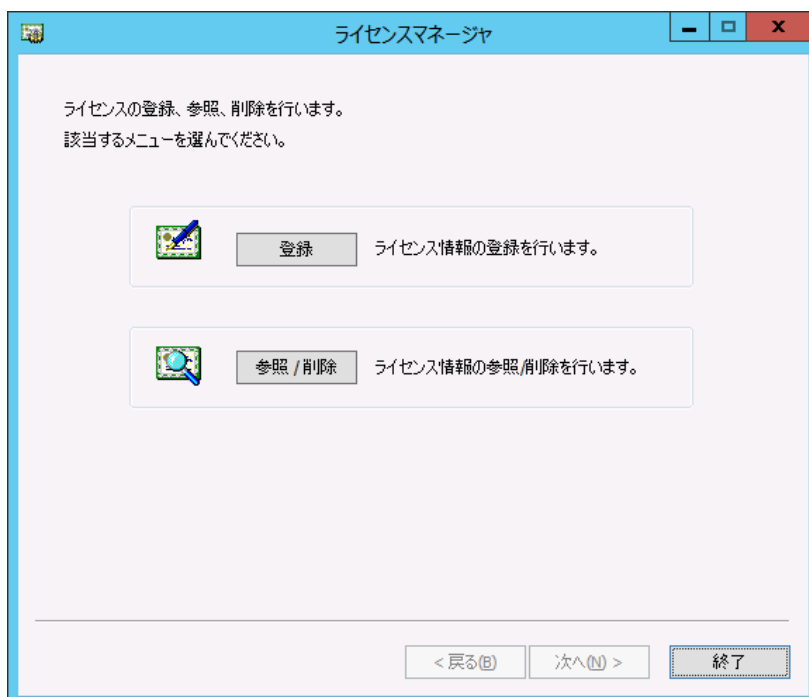 ライセンスマネージャ
ライセンスの登録、参照、削除を行います。
該当するメニューを選んでください。
登録 ライセンス情報の登録を行います。
参照 / 削除 ライセンス情報の参照/削除を行います。
< 戻る(B) 次へ(N) > 終了